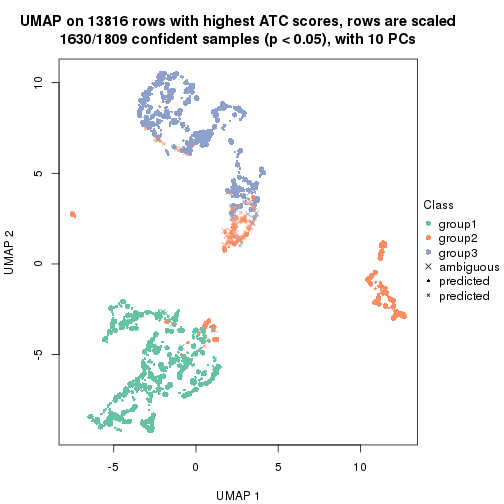 UMAP on 13816 rows with highest ATC scores, rows are scaled
1630/1809 confident samples (p < 0.05), with 10 PCs
10
5
0
-5
UMAP 2
-5
0
5
10
UMAP 1
Class
group1
group2
group3
ambiguous
predicted
predicted